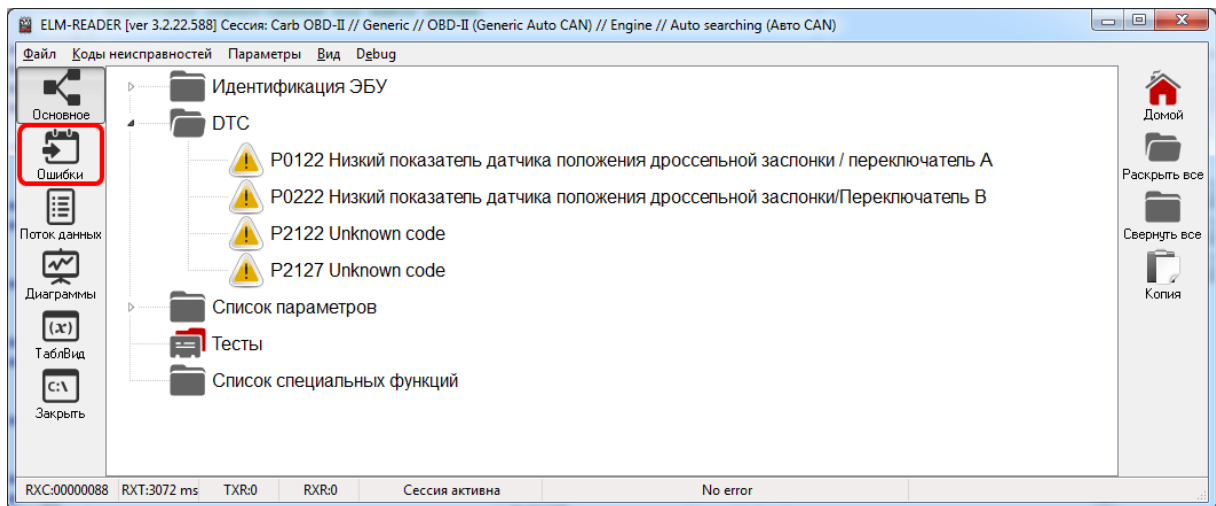 ELM-READER [ver 3.2.22.588] Сессия: Carb OBD-II // Generic // OBD-II (Generic Auto CAN) // Engine // Auto searching (Авто CAN)
Файл Коды неисправностей Параметры Вид Debug
Основное
Ошибки
Поток данных
Диаграммы
(x)
ТаблВид
C:\
Закрыть
Идентификация ЭБУ
DTC
P0122 Низкий показатель датчика положения дроссельной заслонки / переключатель А
P0222 Низкий показатель датчика положения дроссельной заслонки/Переключатель В
P2122 Unknown code
P2127 Unknown code
Список параметров
Тесты
Список специальных функций
Домой
Раскрыть все
Свернуть все
Копия
RXC:00000088 RXT:3072 ms TXR:0 RXR:0 Сессия активна No error